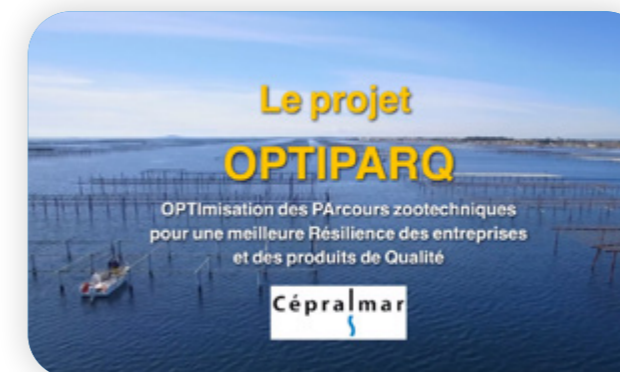 Le projet
OPTIPARQ
OPTImisation des PArcours zootechniques
pour une meilleure Résilience des entreprises
et des produits de Qualité
Cépralmar